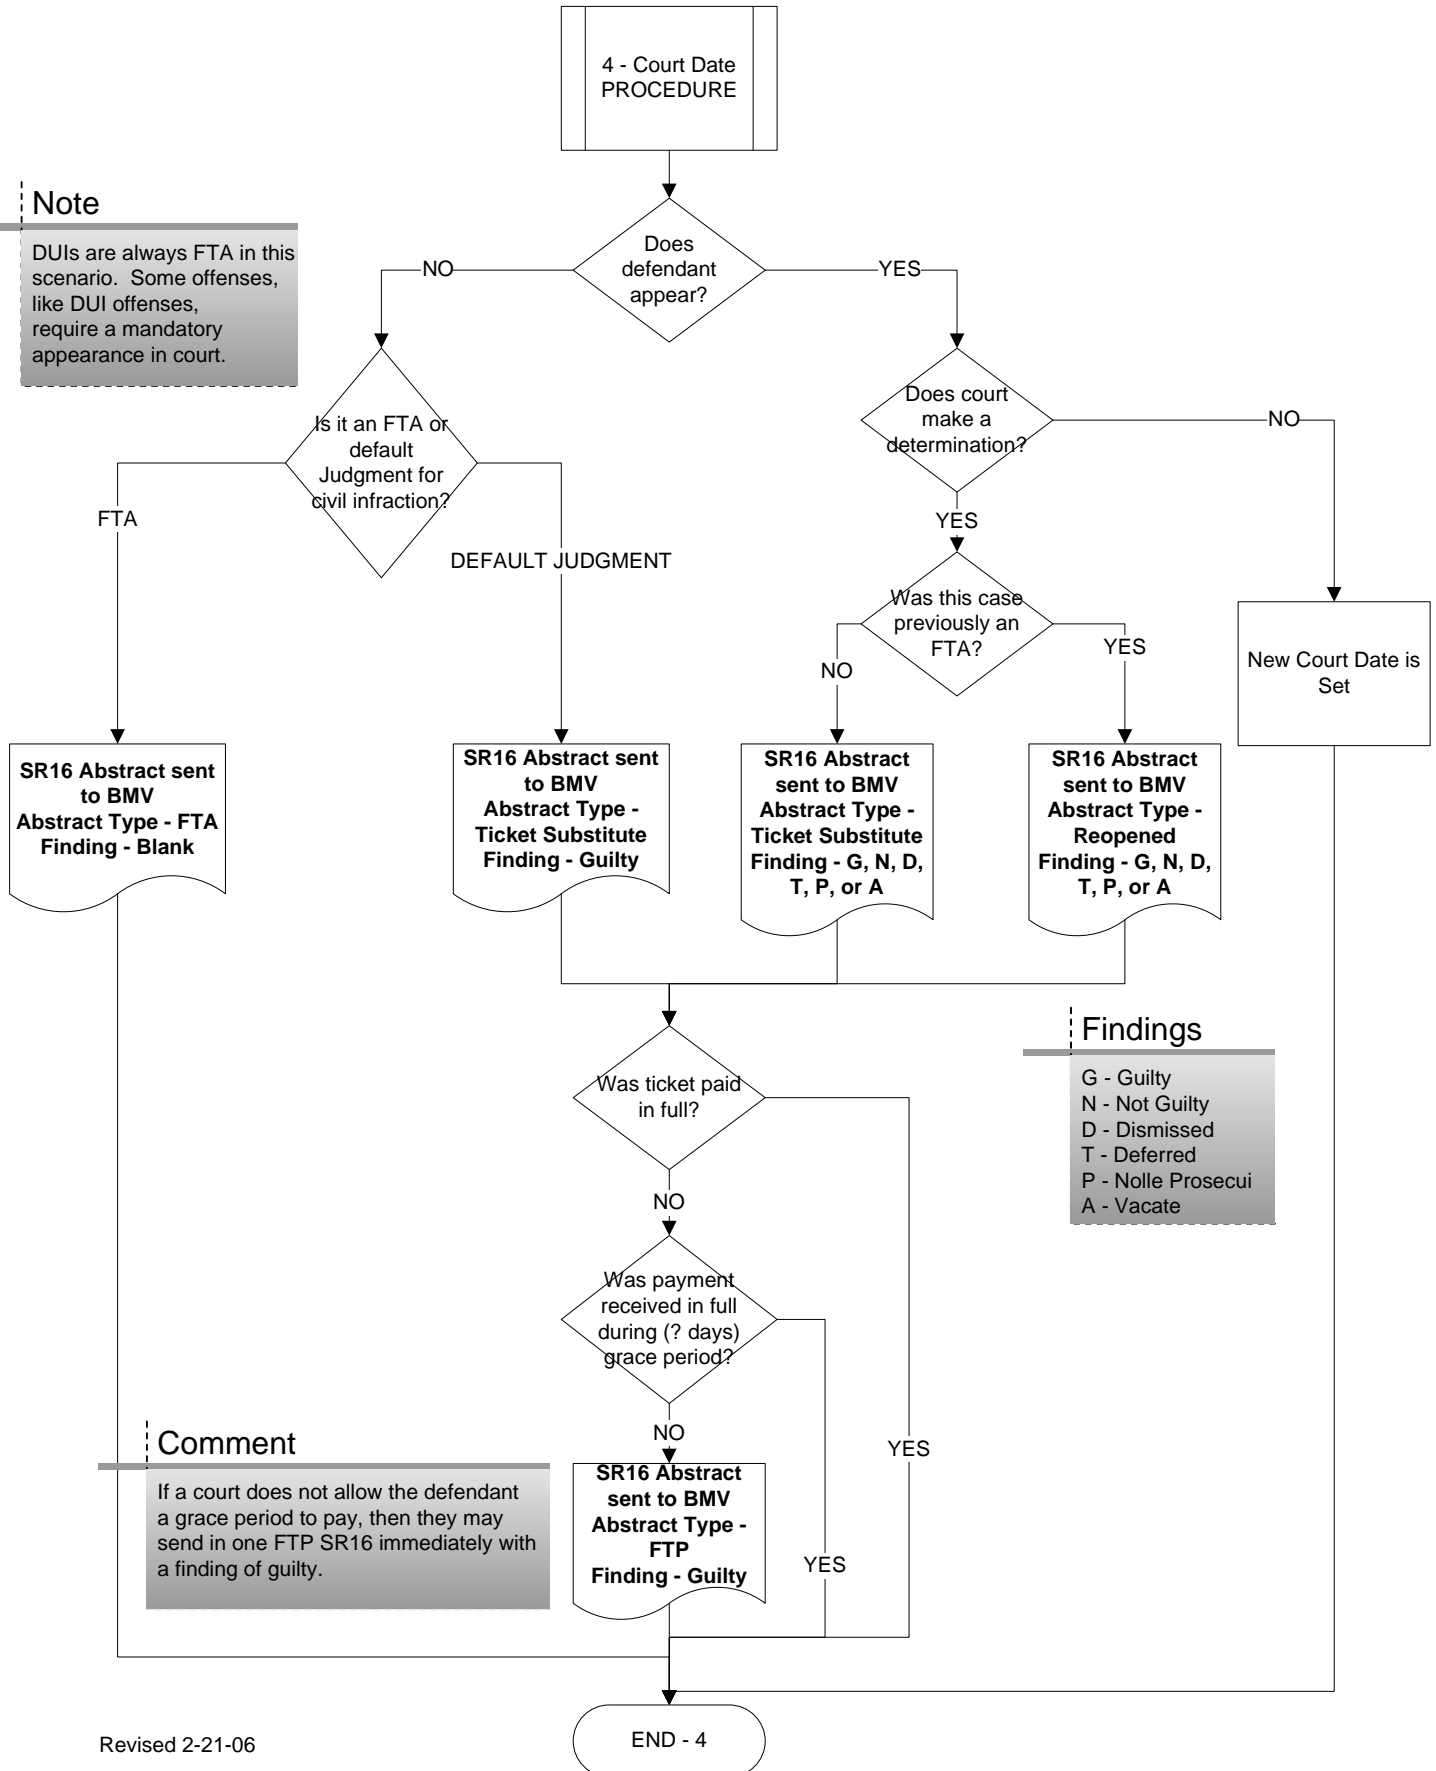 4 - Court Date
PROCEDURE
Note
DUIs are always FTA in this
scenario.  Some offenses,
like DUI offenses,
require a mandatory
appearance in court.
Does
defendant
appear?
NO
YES
Is it an FTA or
default
Judgment for
civil infraction?
Does court
make a
determination?
NO
FTA
DEFAULT JUDGMENT
YES
Was this case
previously an
FTA?
NO
YES
New Court Date is
Set
SR16 Abstract sent
to BMV
Abstract Type - FTA
Finding - Blank
SR16 Abstract sent
to BMV
Abstract Type -
Ticket Substitute
Finding - Guilty
SR16 Abstract
sent to BMV
Abstract Type -
Ticket Substitute
Finding - G, N, D,
T, P, or A
SR16 Abstract
sent to BMV
Abstract Type -
Reopened
Finding - G, N, D,
T, P, or A
Findings
G - Guilty
N - Not Guilty
D - Dismissed
T - Deferred
P - Nolle Prosecui
A - Vacate
Was ticket paid
in full?
NO
Was payment
received in full
during (? days)
grace period?
NO
YES
YES
Comment
If a court does not allow the defendant
a grace period to pay, then they may
send in one FTP SR16 immediately with
a finding of guilty.
SR16 Abstract
sent to BMV
Abstract Type -
FTP
Finding - Guilty
END - 4
Revised 2-21-06